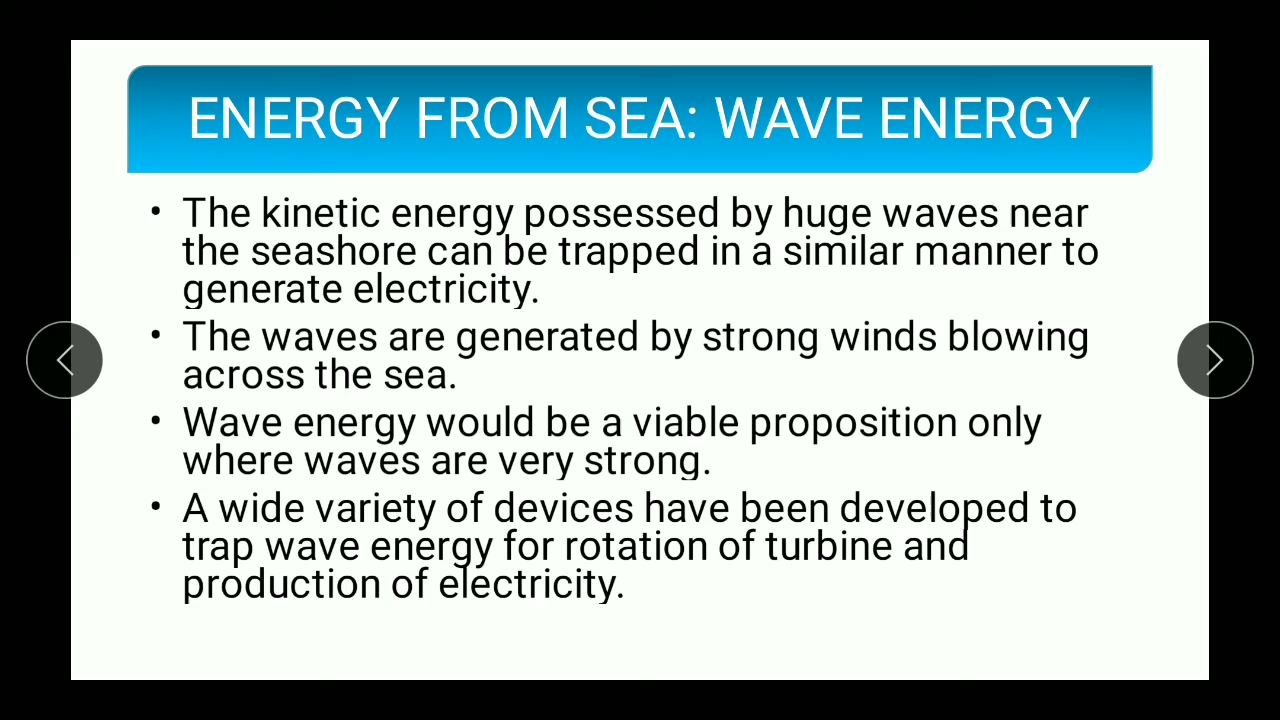 ENERGY FROM SEA: WAVE ENERGY
• The kinetic energy possessed by huge waves near
the seashore can be trapped in a similar manner to
generate electricity.
• The waves are generated by strong winds blowing
across the sea.
• Wave energy would be a viable proposition only
where waves are very strong.
• A wide variety of devices have been developed to
trap wave energy for rotation of turbine and
production of electricity.